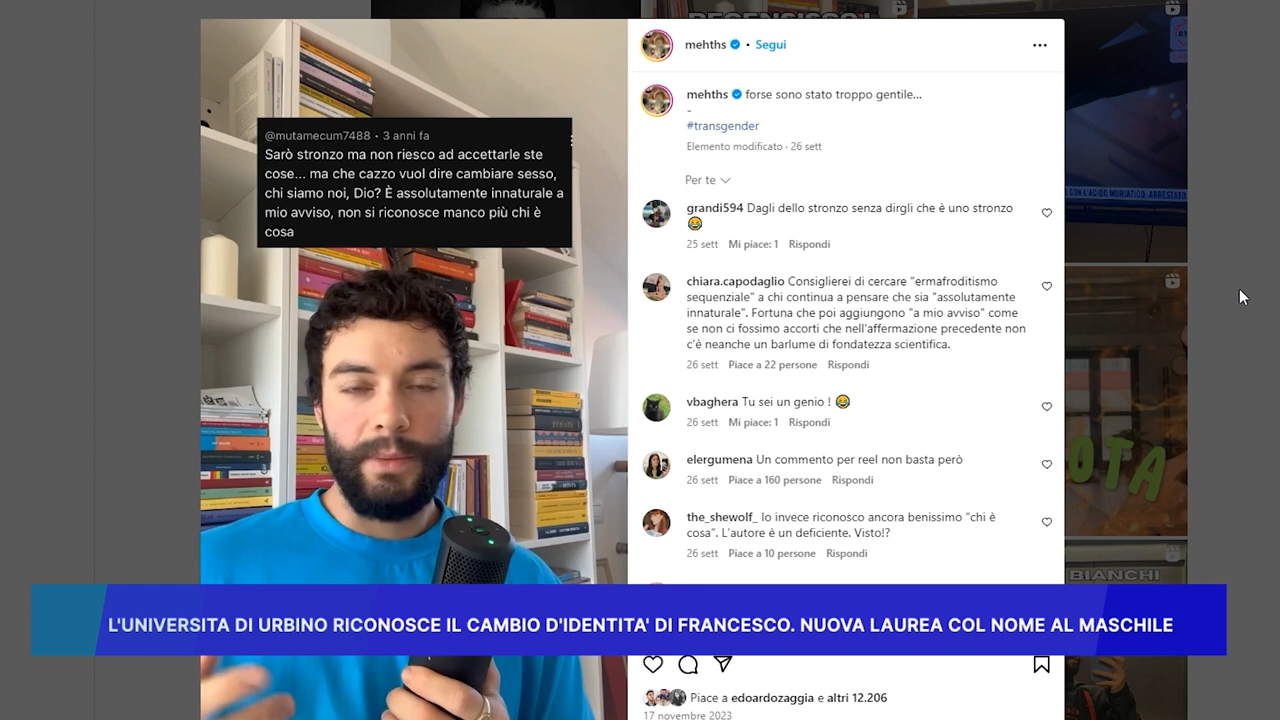 RECENSISCO I
mehths • Segui
mehths forse sono stato troppo gentile...
-
#transgender
Elemento modificato · 26 sett
Per te
@mutamecum7488 • 3 anni fa
Sarò stronzo ma non riesco ad accettarle ste
cose... ma che cazzo vuol dire cambiare sesso,
chi siamo noi, Dio? È assolutamente innaturale a
mio avviso, non si riconosce manco più chi è
cosa
grandi594 Dagli dello stronzo senza dirgli che è uno stronzo
😂
25 sett Mi piace: 1 Rispondi
chiara.capodaglio Consiglierei di cercare "ermafroditismo
sequenziale" a chi continua a pensare che sia "assolutamente
innaturale". Fortuna che poi aggiungono "a mio avviso" come
se non ci fossimo accorti che nell'affermazione precedente non
c'è neanche un barlume di fondatezza scientifica.
26 sett Piace a 22 persone Rispondi
vbaghera Tu sei un genio ! 😂
26 sett Mi piace: 1 Rispondi
elergumena Un commento per reel non basta però
26 sett Piace a 160 persone Rispondi
the_shewolf_ Io invece riconosco ancora benissimo "chi è
cosa". L'autore è un deficiente. Visto!?
26 sett Piace a 10 persone Rispondi
CON L'ACIDO MURIATICO, ARRESTATO
OTA
BIANCHI
L'UNIVERSITA DI URBINO RICONOSCE IL CAMBIO D'IDENTITA' DI FRANCESCO. NUOVA LAUREA COL NOME AL MASCHILE
Piace a edoardozaggia e altri 12.206
17 novembre 2023